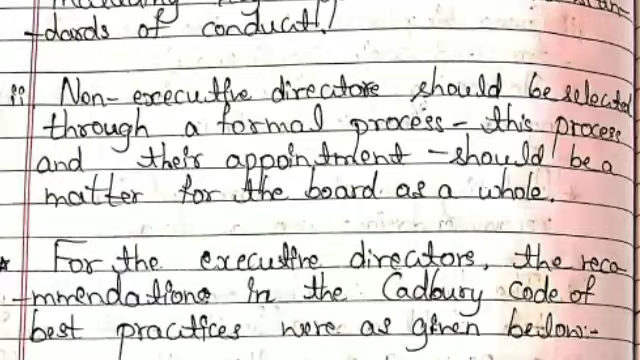 -dards of conduct!!
ii. Non-executive directors should be selected
through a formal process - this process
and their appointment - should be a
matter for the board as a whole.
* For the executive directors, the reco
-mmendations in the Cadbury Code of
best practices were as given below:-